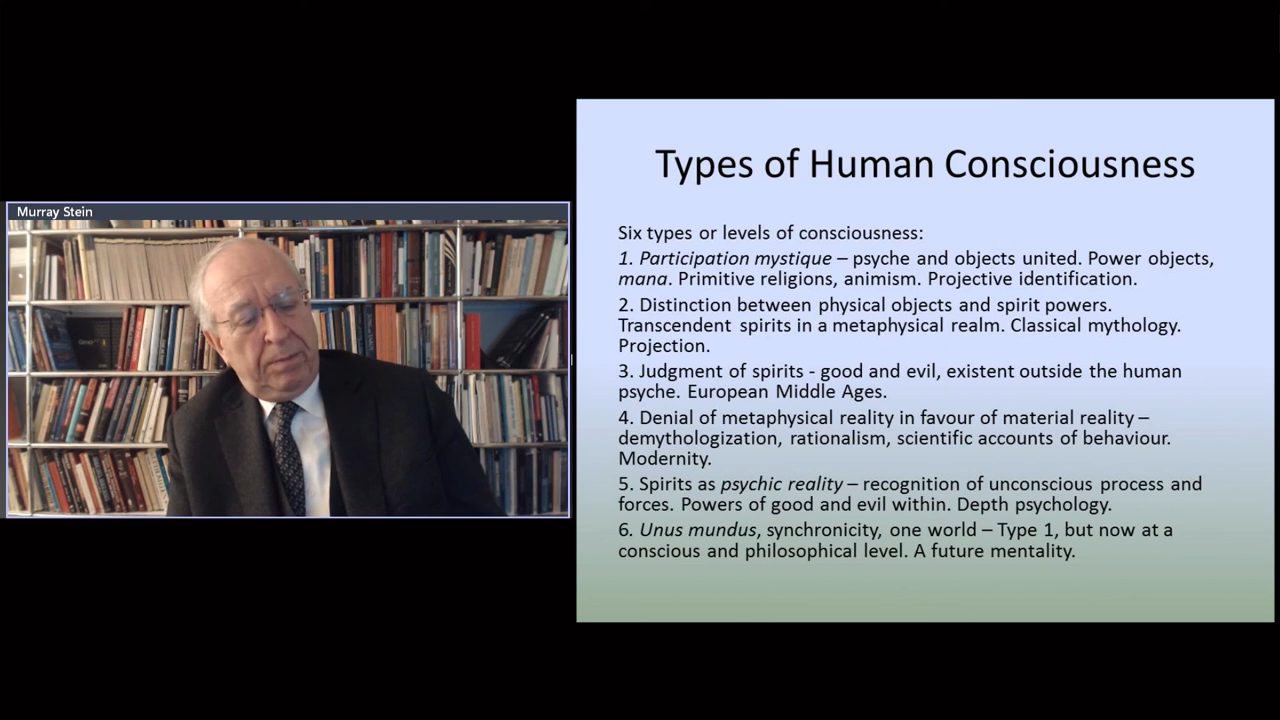 Murray Stein
Types of Human Consciousness
Six types or levels of consciousness:
1. Participation mystique – psyche and objects united. Power objects,
mana. Primitive religions, animism. Projective identification.
2. Distinction between physical objects and spirit powers.
Transcendent spirits in a metaphysical realm. Classical mythology.
Projection.
3. Judgment of spirits - good and evil, existent outside the human
psyche. European Middle Ages.
4. Denial of metaphysical reality in favour of material reality –
demythologization, rationalism, scientific accounts of behaviour.
Modernity.
5. Spirits as psychic reality – recognition of unconscious process and
forces. Powers of good and evil within. Depth psychology.
6. Unus mundus, synchronicity, one world – Type 1, but now at a
conscious and philosophical level. A future mentality.